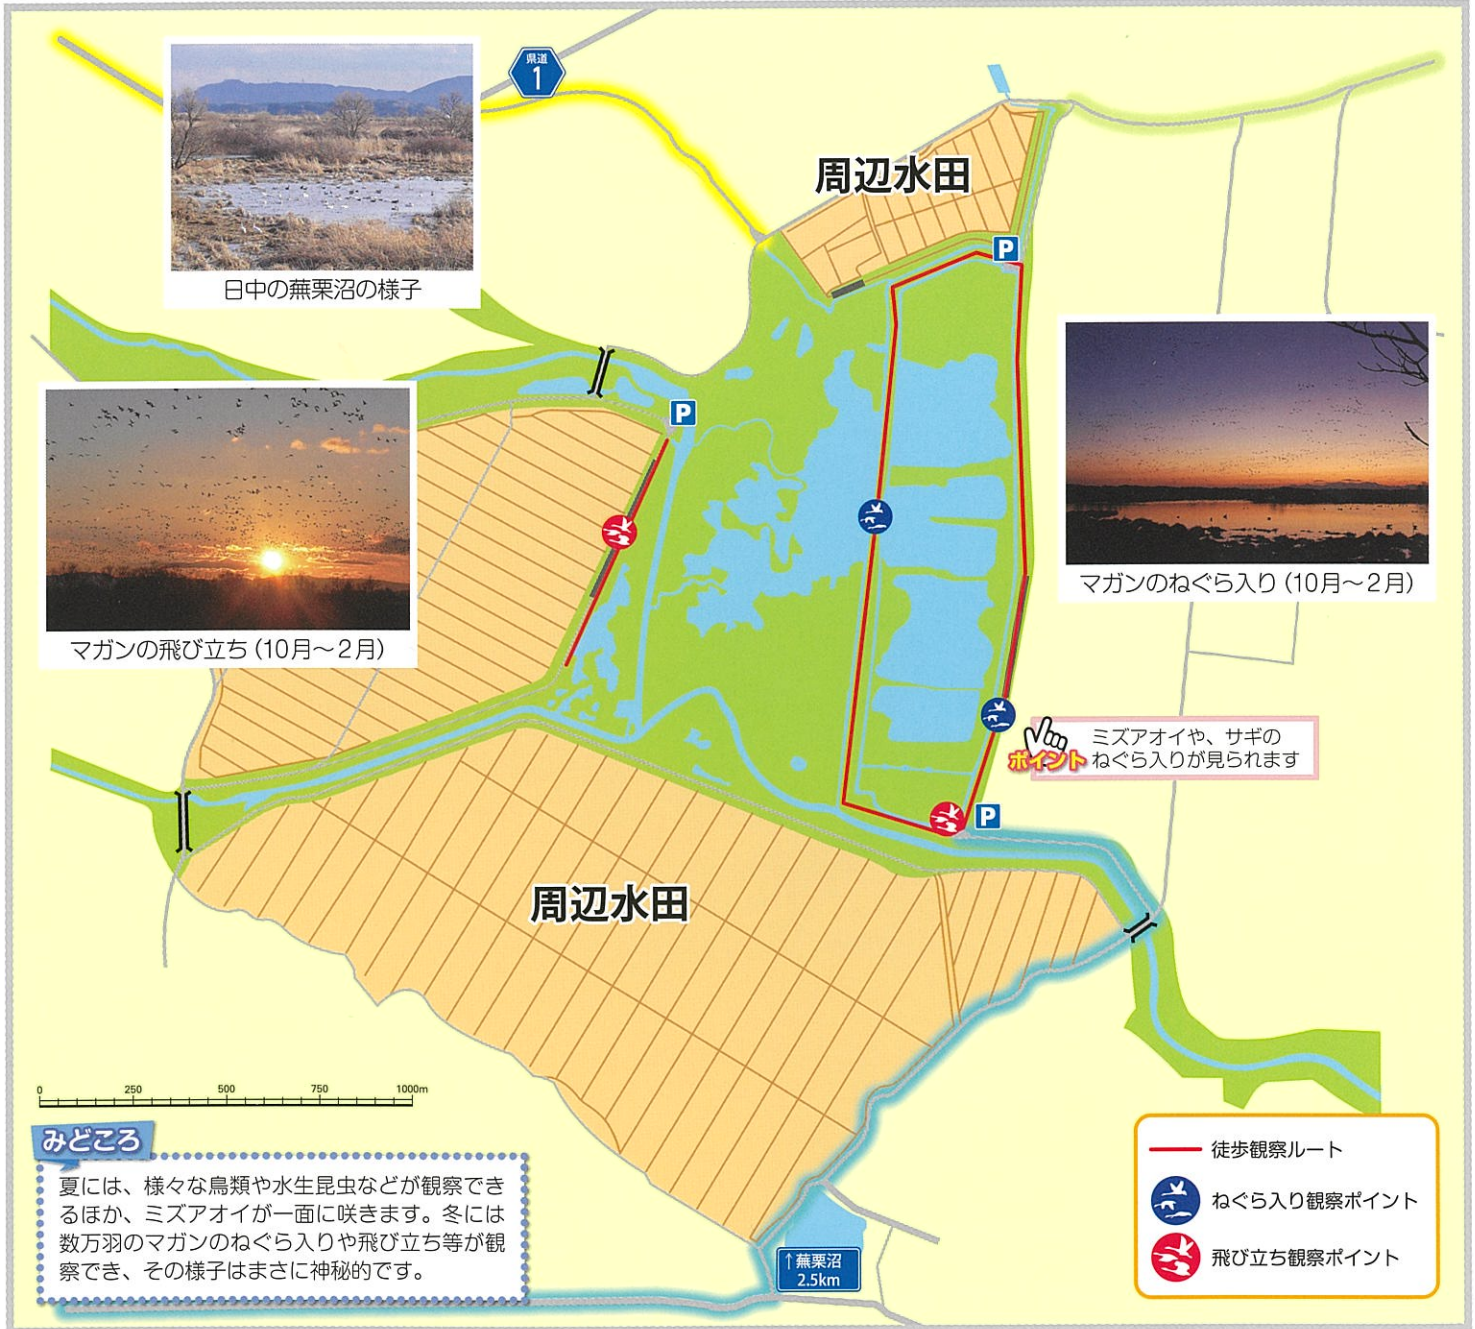 県道
1
周辺水田
P
日中の蕪栗沼の様子
P
マガンのねぐら入り(10月～2月)
マガンの飛び立ち(10月～2月)
ミズアオイや、サギの
ポイント ねぐら入りが見られます
P
周辺水田
0 250 500 750 1000m
みどころ
夏には、様々な鳥類や水生昆虫などが観察でき
るほか、ミズアオイが一面に咲きます。冬には
数万羽のマガンのねぐら入りや飛び立ち等が観
察でき、その様子はまさに神秘的です。
↑蕪栗沼
2.5km
徒歩観察ルート
ねぐら入り観察ポイント
飛び立ち観察ポイント